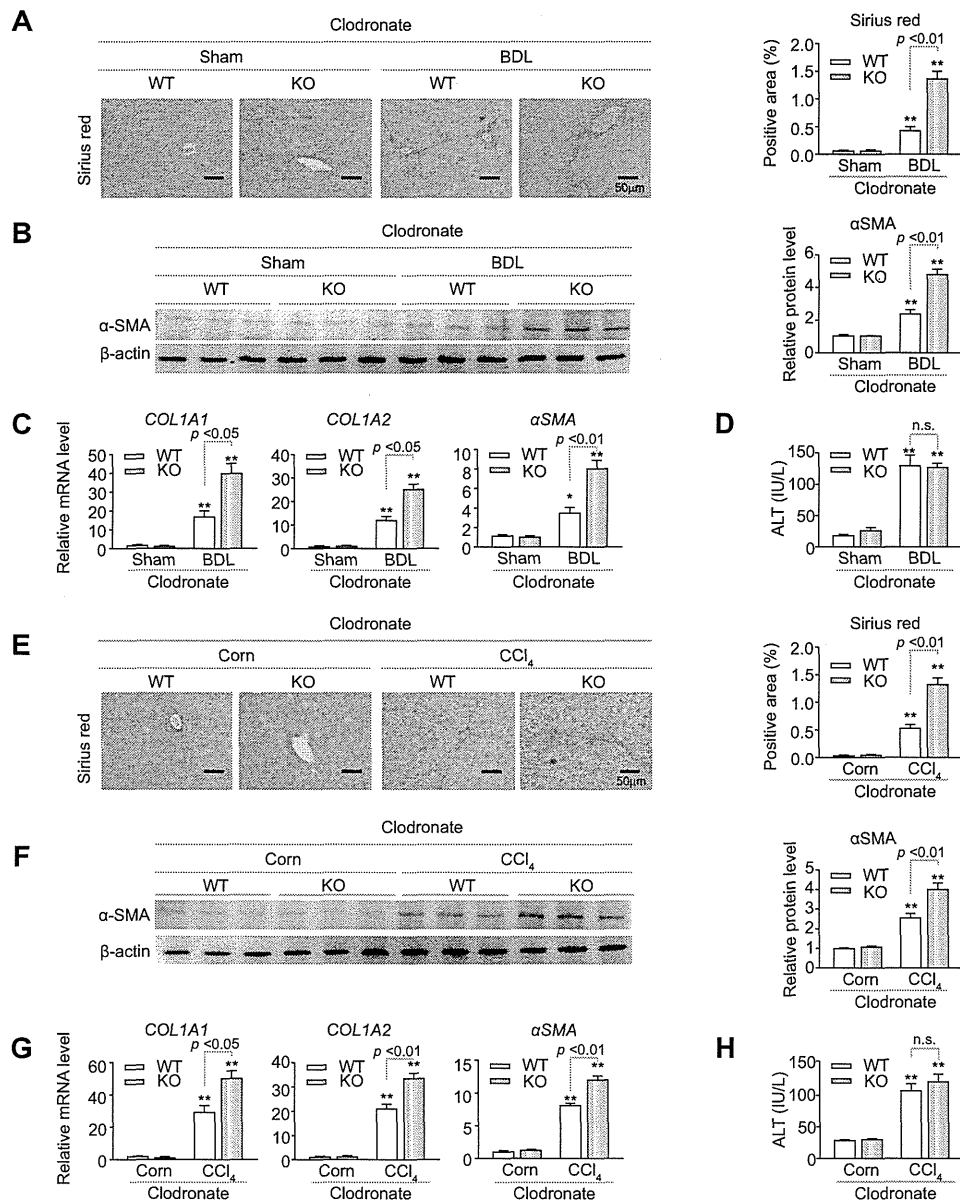 A
Clodronate
Sham BDL
WT KO WT KO
Sirius red
50μm
Sirius red
p <0.01
Positive area (%)
2.0
1.5
1.0
0.5
0.0
WT
KO
** **
Sham BDL
Clodronate
B
Clodronate
Sham BDL
WT KO WT KO
α-SMA
β-actin
αSMA
p <0.01
Relative protein level
6
4
2
0
WT
KO
** **
Sham BDL
Clodronate
C
Relative mRNA level
COL1A1
p <0.05
50
40
30
20
10
0
WT
KO
** **
Sham BDL
Clodronate
COL1A2
p <0.05
40
30
20
10
0
WT
KO
** **
Sham BDL
Clodronate
αSMA
p <0.01
10
8
6
4
2
0
WT
KO
* **
Sham BDL
Clodronate
D
n.s.
ALT (IU/L)
150
100
50
0
WT
KO
** **
Sham BDL
Clodronate
E
Clodronate
Corn CCl₄
WT KO WT KO
Sirius red
50μm
Sirius red
p <0.01
Positive area (%)
2.0
1.5
1.0
0.5
0.0
WT
KO
** **
Corn CCl₄
Clodronate
F
Clodronate
Corn CCl₄
WT KO WT KO
α-SMA
β-actin
αSMA
p <0.01
Relative protein level
5
4
3
2
1
0
WT
KO
** **
Corn CCl₄
Clodronate
G
Relative mRNA level
COL1A1
p <0.05
60
40
20
0
WT
KO
** **
Corn CCl₄
Clodronate
COL1A2
p <0.01
40
30
20
10
0
WT
KO
** **
Corn CCl₄
Clodronate
αSMA
p <0.01
15
10
5
0
WT
KO
** **
Corn CCl₄
Clodronate
H
n.s.
ALT (IU/L)
150
100
50
0
WT
KO
** **
Corn CCl₄
Clodronate